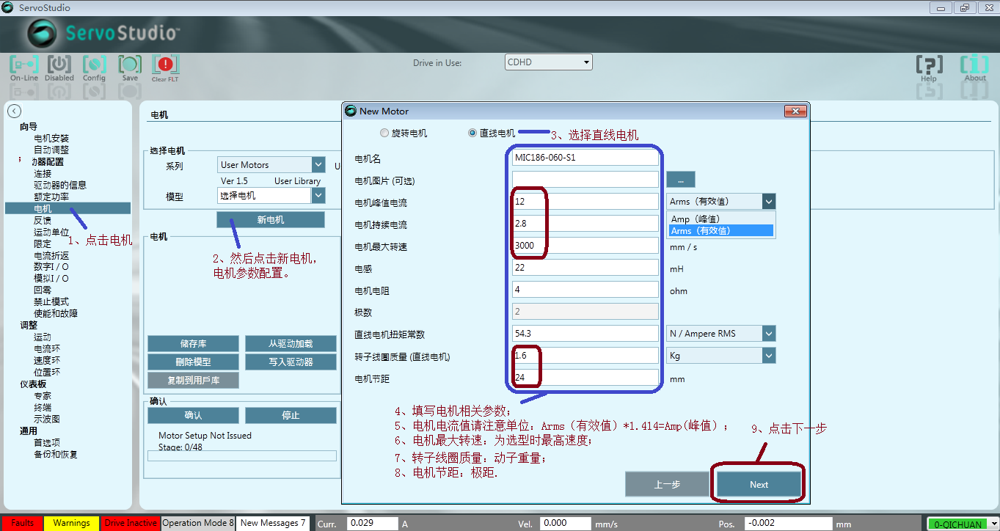 ServoStudio
ServoStudio™
On-Line
Disabled
Config
Save
Clear FLT
Drive in Use:
CDHD
Help
About
向导
电机安装
自动调整
动器配置
连接
驱动器的信息
额定功率
电机
反馈
运动单位
限定
电流折返
数字I / O
模拟I / O
回零
禁止模式
使能和故障
调整
运动
电流环
速度环
位置环
仪表板
专家
终端
示波图
通用
首选项
备份和恢复
1、点击电机
电机
选择电机
系列
User Motors
U
Ver 1.5
User Library
模型
选择电机
新电机
电机
2、然后点击新电机,
电机参数配置。
储存库
从驱动加载
删除模型
写入驱动器
复制到用戶库
确认
确认
停止
Motor Setup Not Issued
Stage: 0/48
New Motor
旋转电机
直线电机
3、选择直线电机
电机名
MIC186-060-S1
电机图片 (可选)
...
电机峰值电流
12
Arms（有效值）
电机持续电流
2.8
Amp（峰值）
Arms（有效值）
电机最大转速
3000
mm / s
电感
22
mH
电机电阻
4
ohm
极数
2
直线电机扭矩常数
54.3
N / Ampere RMS
转子线圈质量 (直线电机)
1.6
Kg
电机节距
24
mm
4、填写电机相关参数;
5、电机电流值请注意单位: Arms（有效值）*1.414=Amp(峰值）;
6、电机最大转速: 为选型时最高速度;
7、转子线圈质量: 动子重量;
8、电机节距: 极距.
9、点击下一步
上一步
Next
Faults
Warnings
Drive Inactive
Operation Mode 8
New Messages 7
Curr.
0.029
A
Vel.
0.000
mm/s
Pos.
-0.002
mm
0-QICHUAN